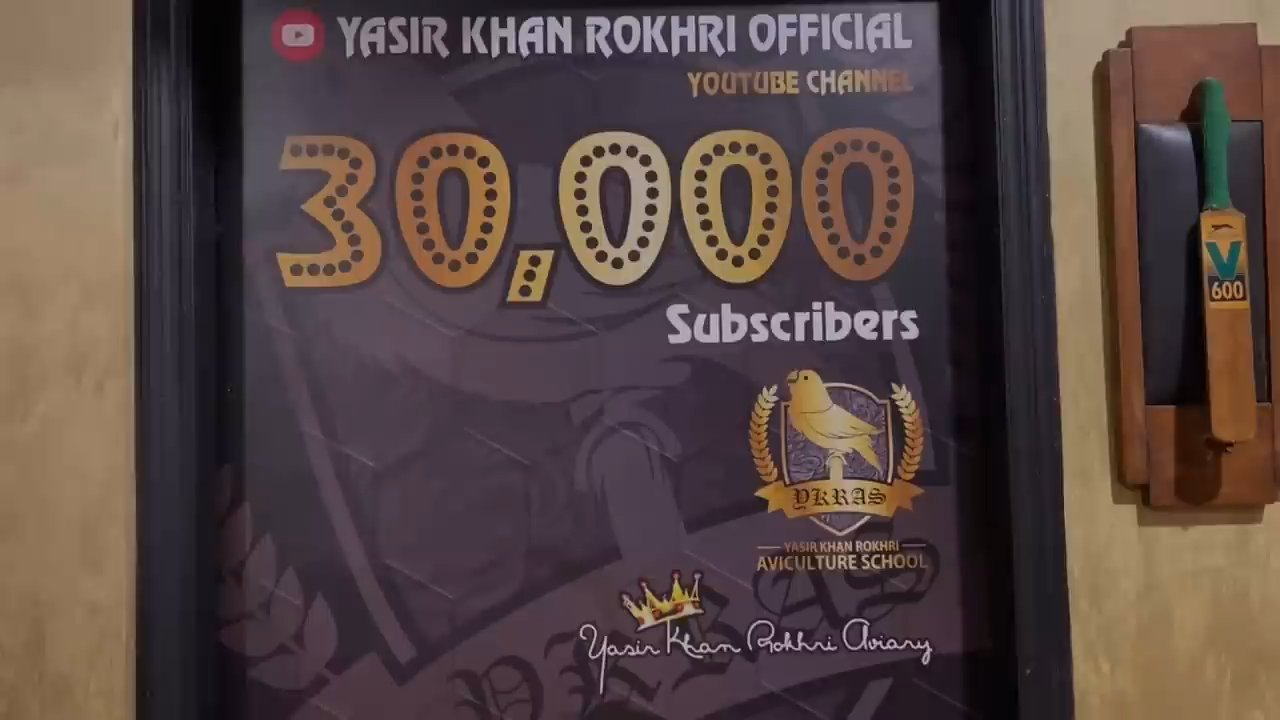 YASIR KHAN ROKHRI OFFICIAL
YOUTUBE CHANNEL
30,000
Subscribers
YKRAS
YASIR KHAN ROKHRI
AVICULTURE SCHOOL
Yasir Khan Rokhri Aviary
YKRAS
V
600